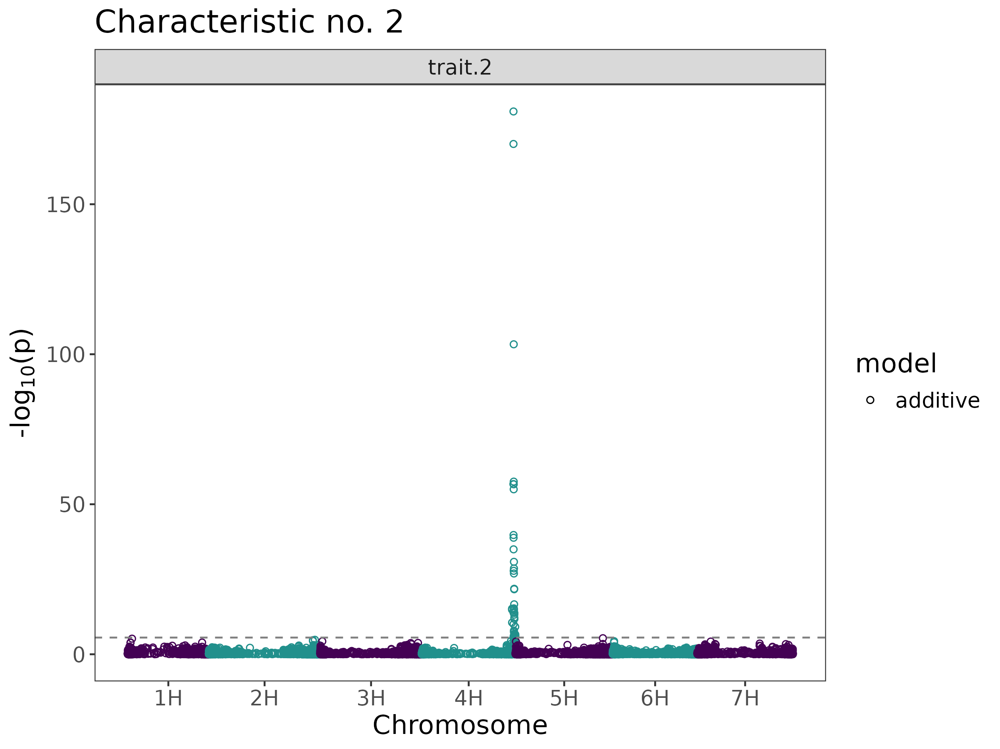 Characteristic no. 2
trait.2
-log10(p)
150
100
50
0
1H 2H 3H 4H 5H 6H 7H
Chromosome
model
additive